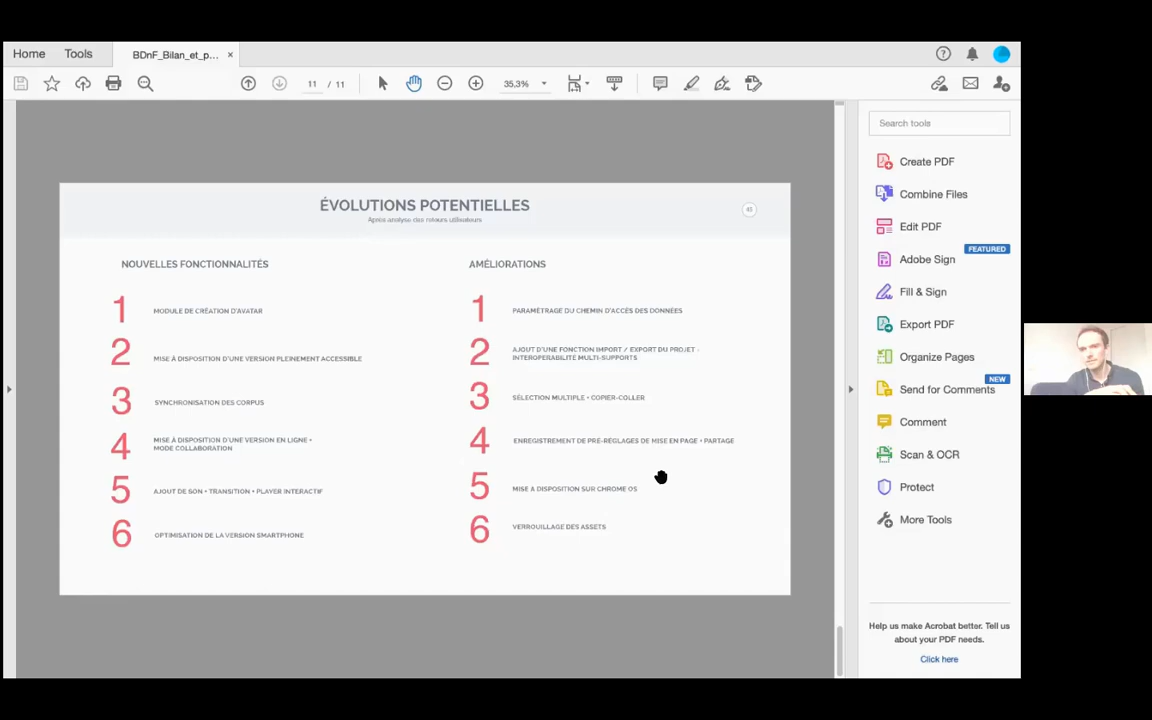 Home
Tools
BDnF_Bilan_et_p...
×
11 / 11
35,3%
ÉVOLUTIONS POTENTIELLES
Après analyse des retours utilisateurs
NOUVELLES FONCTIONNALITÉS
1 MODULE DE CRÉATION D'AVATAR
2 MISE À DISPOSITION D'UNE VERSION PLEINEMENT ACCESSIBLE
3 SYNCHRONISATION DES CORPUS
4 MISE À DISPOSITION D'UNE VERSION EN LIGNE +
MODE COLLABORATION
5 AJOUT DE SON + TRANSITION + PLAYER INTERACTIF
6 OPTIMISATION DE LA VERSION SMARTPHONE
AMÉLIORATIONS
1 PARAMÉTRAGE DU CHEMIN D'ACCÈS DES DONNÉES
2 AJOUT D'UNE FONCTION IMPORT / EXPORT DU PROJET -
INTEROPERABILITÉ MULTI-SUPPORTS
3 SÉLECTION MULTIPLE + COPIER-COLLER
4 ENREGISTREMENT DE PRÉ-RÉGLAGES DE MISE EN PAGE + PARTAGE
5 MISE À DISPOSITION SUR CHROME OS
6 VERROUILLAGE DES ASSETS
Search tools
Create PDF
Combine Files
Edit PDF
FEATURED
Adobe Sign
Fill & Sign
Export PDF
Organize Pages
NEW
Send for Comments
Comment
Scan & OCR
Protect
More Tools
Help us make Acrobat better. Tell us
about your PDF needs.
Click here